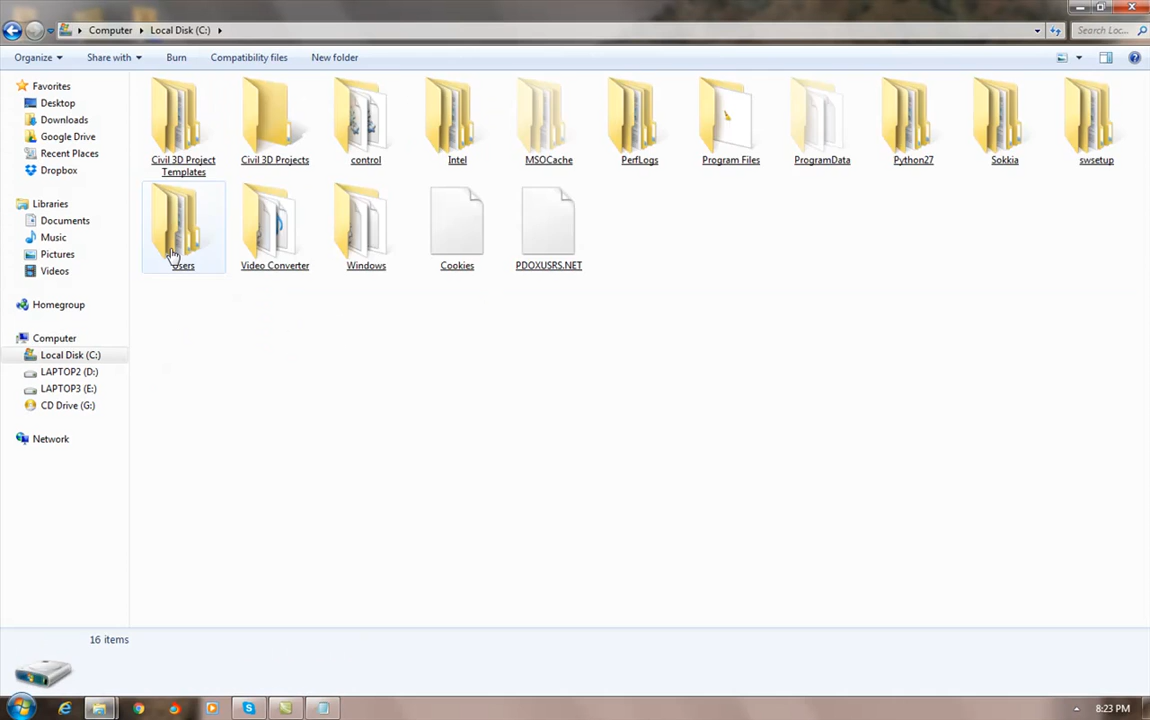 Computer Local Disk (C:) Search Loc...
Organize Share with Burn Compatibility files New folder
Favorites
Desktop
Downloads
Google Drive
Recent Places
Dropbox
Libraries
Documents
Music
Pictures
Videos
Homegroup
Computer
Local Disk (C:)
LAPTOP2 (D:)
LAPTOP3 (E:)
CD Drive (G:)
Network
Civil 3D Project Civil 3D Projects control Intel MSOCache PerfLogs Program Files ProgramData Python27 Sokkia swsetup
Templates
Users Video Converter Windows Cookies PDOXUSRS.NET
16 items
8:23 PM